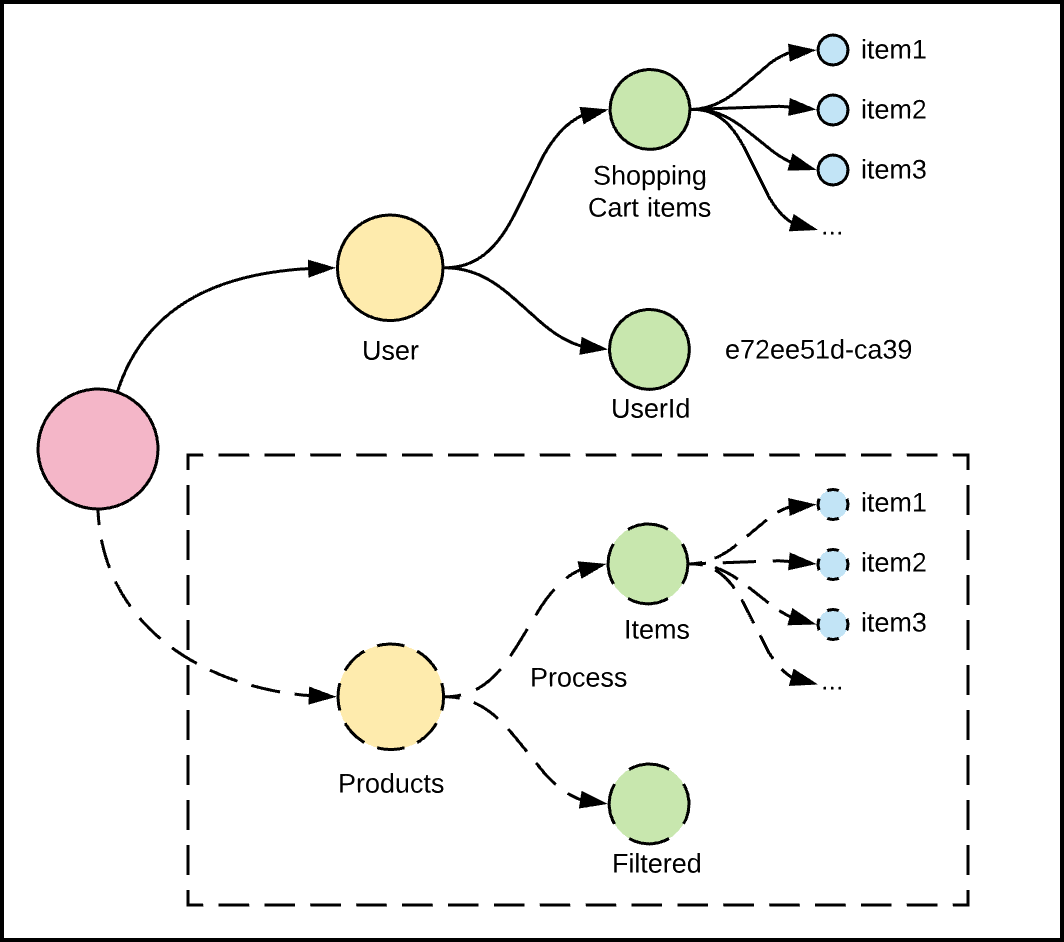 item1
item2
item3
...
Shopping
Cart items
User
e72ee51d-ca39
UserId
item1
item2
item3
...
Items
Process
Products
Filtered